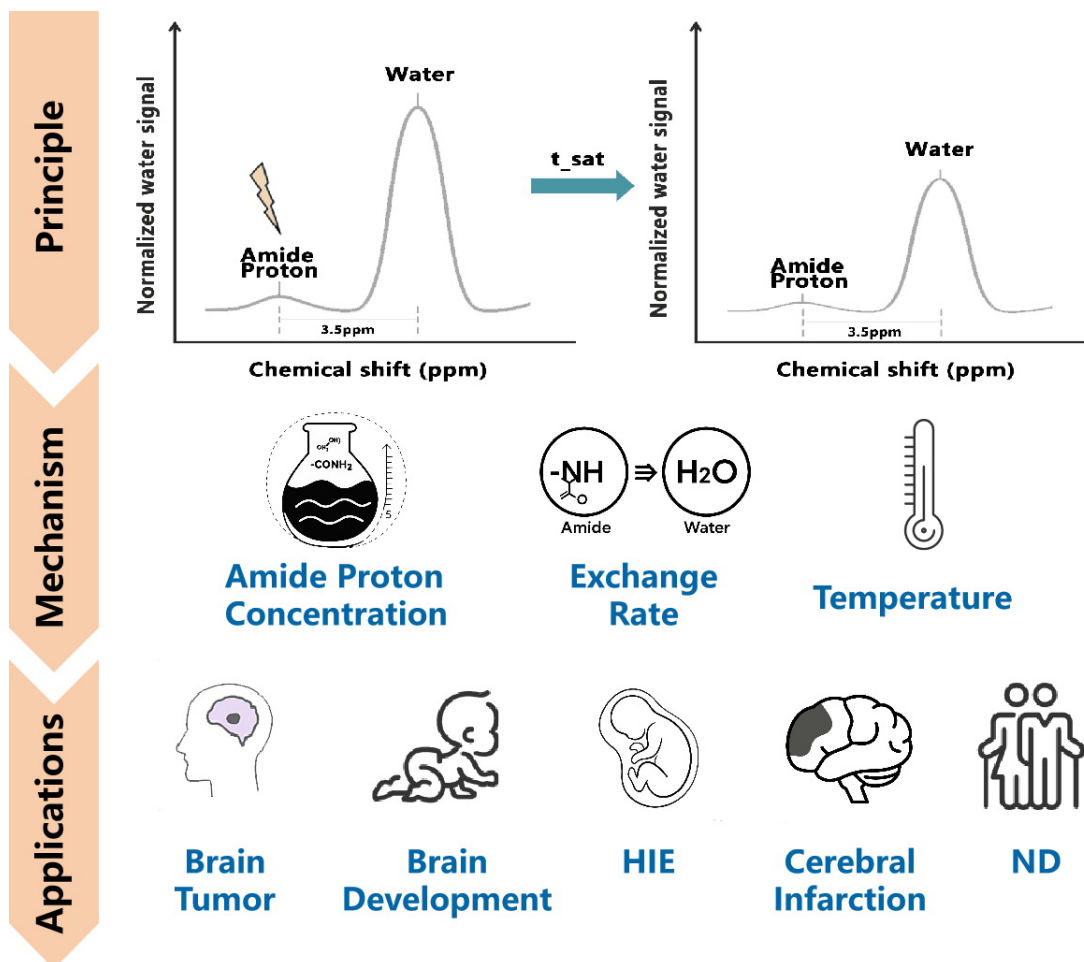 Principle
Normalized water signal
Water
Amide
Proton
3.5ppm
Chemical shift (ppm)
t_sat
Normalized water signal
Water
Amide
Proton
3.5ppm
Chemical shift (ppm)
Mechanism
-CONH₂
5
Amide Proton
Concentration
-NH
O
Amide
⇛
H₂O
Water
Exchange
Rate
Temperature
Applications
Brain
Tumor
Brain
Development
HIE
Cerebral
Infarction
ND